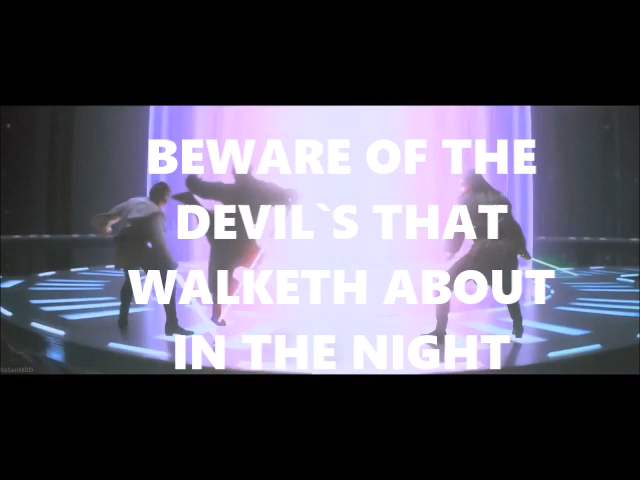 BEWARE OF THE
DEVIL`S THAT
WALKETH ABOUT
IN THE NIGHT